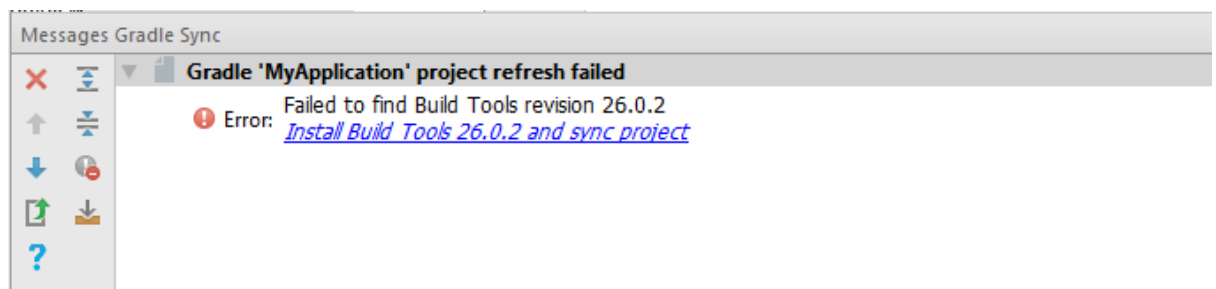 Messages Gradle Sync
Gradle 'MyApplication' project refresh failed
Error: Failed to find Build Tools revision 26.0.2
Install Build Tools 26.0.2 and sync project